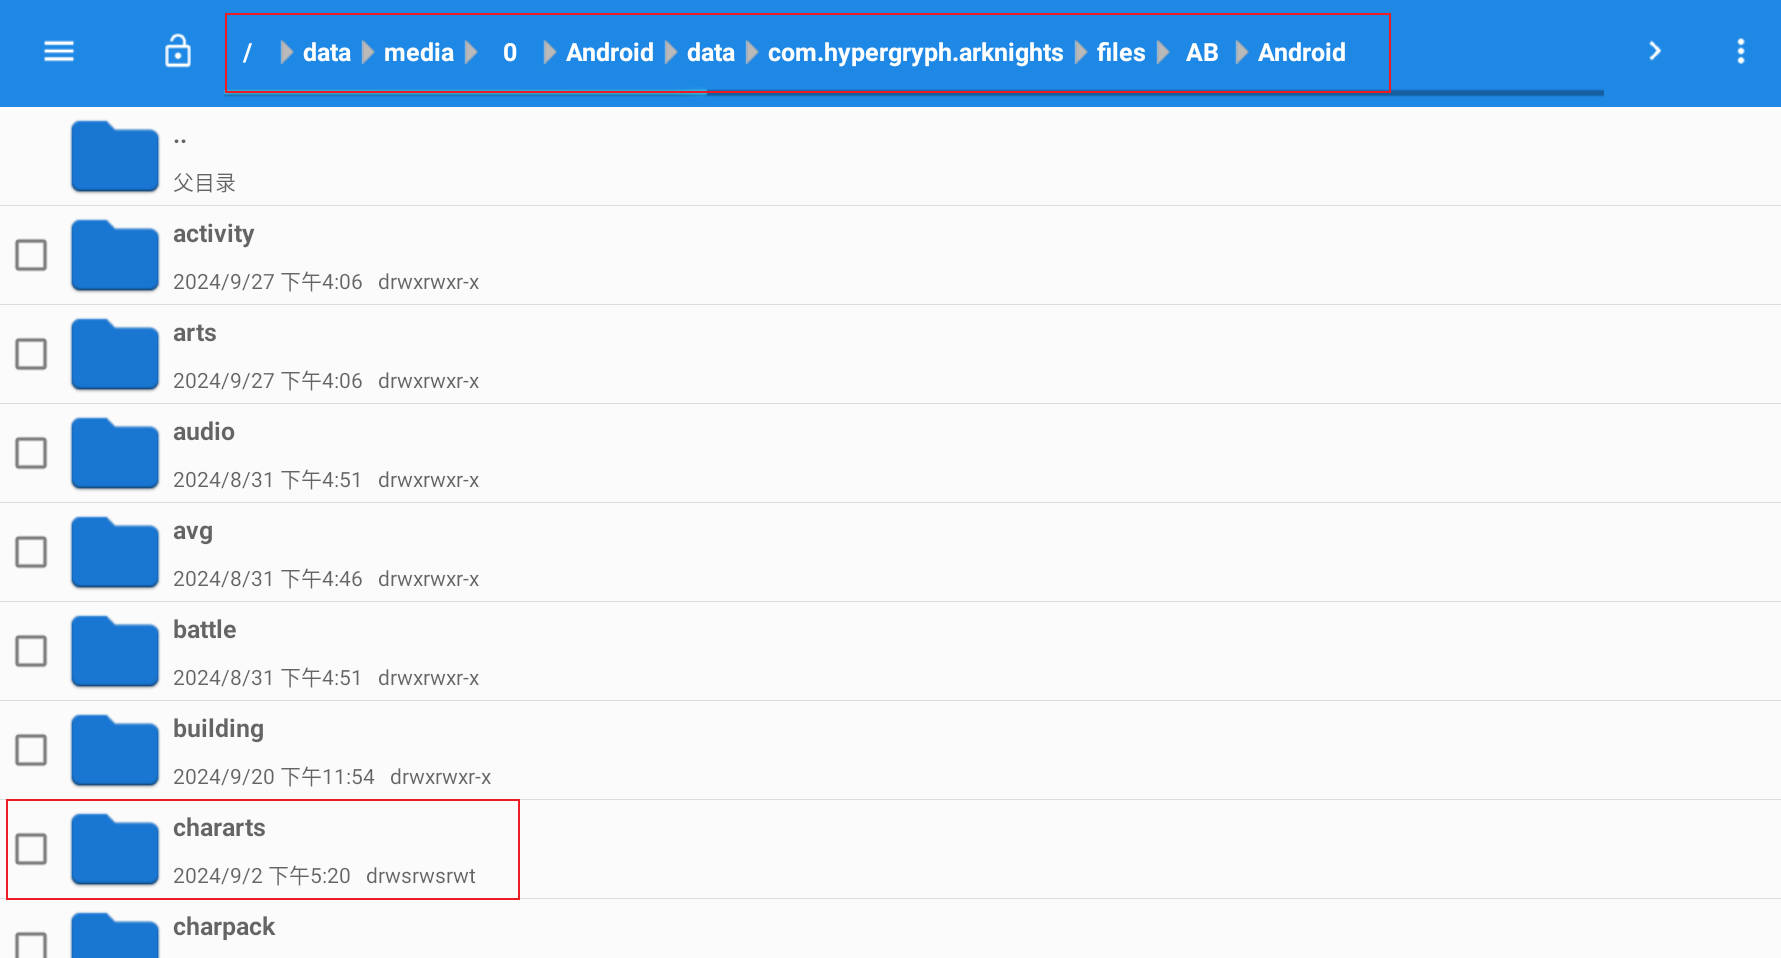 / data media 0 Android data com.hypergryph.arknights files AB Android
..
父目录
activity
2024/9/27 下午4:06 drwxrwxr-x
arts
2024/9/27 下午4:06 drwxrwxr-x
audio
2024/8/31 下午4:51 drwxrwxr-x
avg
2024/8/31 下午4:46 drwxrwxr-x
battle
2024/8/31 下午4:51 drwxrwxr-x
building
2024/9/20 下午11:54 drwxrwxr-x
chararts
2024/9/2 下午5:20 drwsrwsrwt
charpack